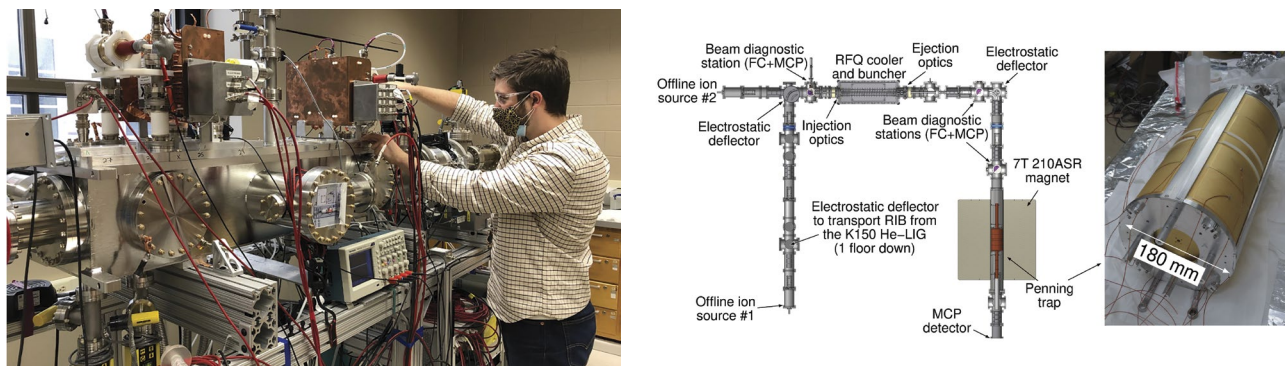 Beam diagnostic
station (FC+MCP)
RFQ cooler
and buncher
Ejection
optics
Electrostatic
deflector
Offline ion
source #2
Electrostatic
deflector
Injection
optics
Beam diagnostic
stations (FC+MCP)
7T 210ASR
magnet
Electrostatic deflector
to transport RIB from
the K150 He–LIG
(1 floor down)
Offline ion
source #1
Penning
trap
MCP
detector
180 mm